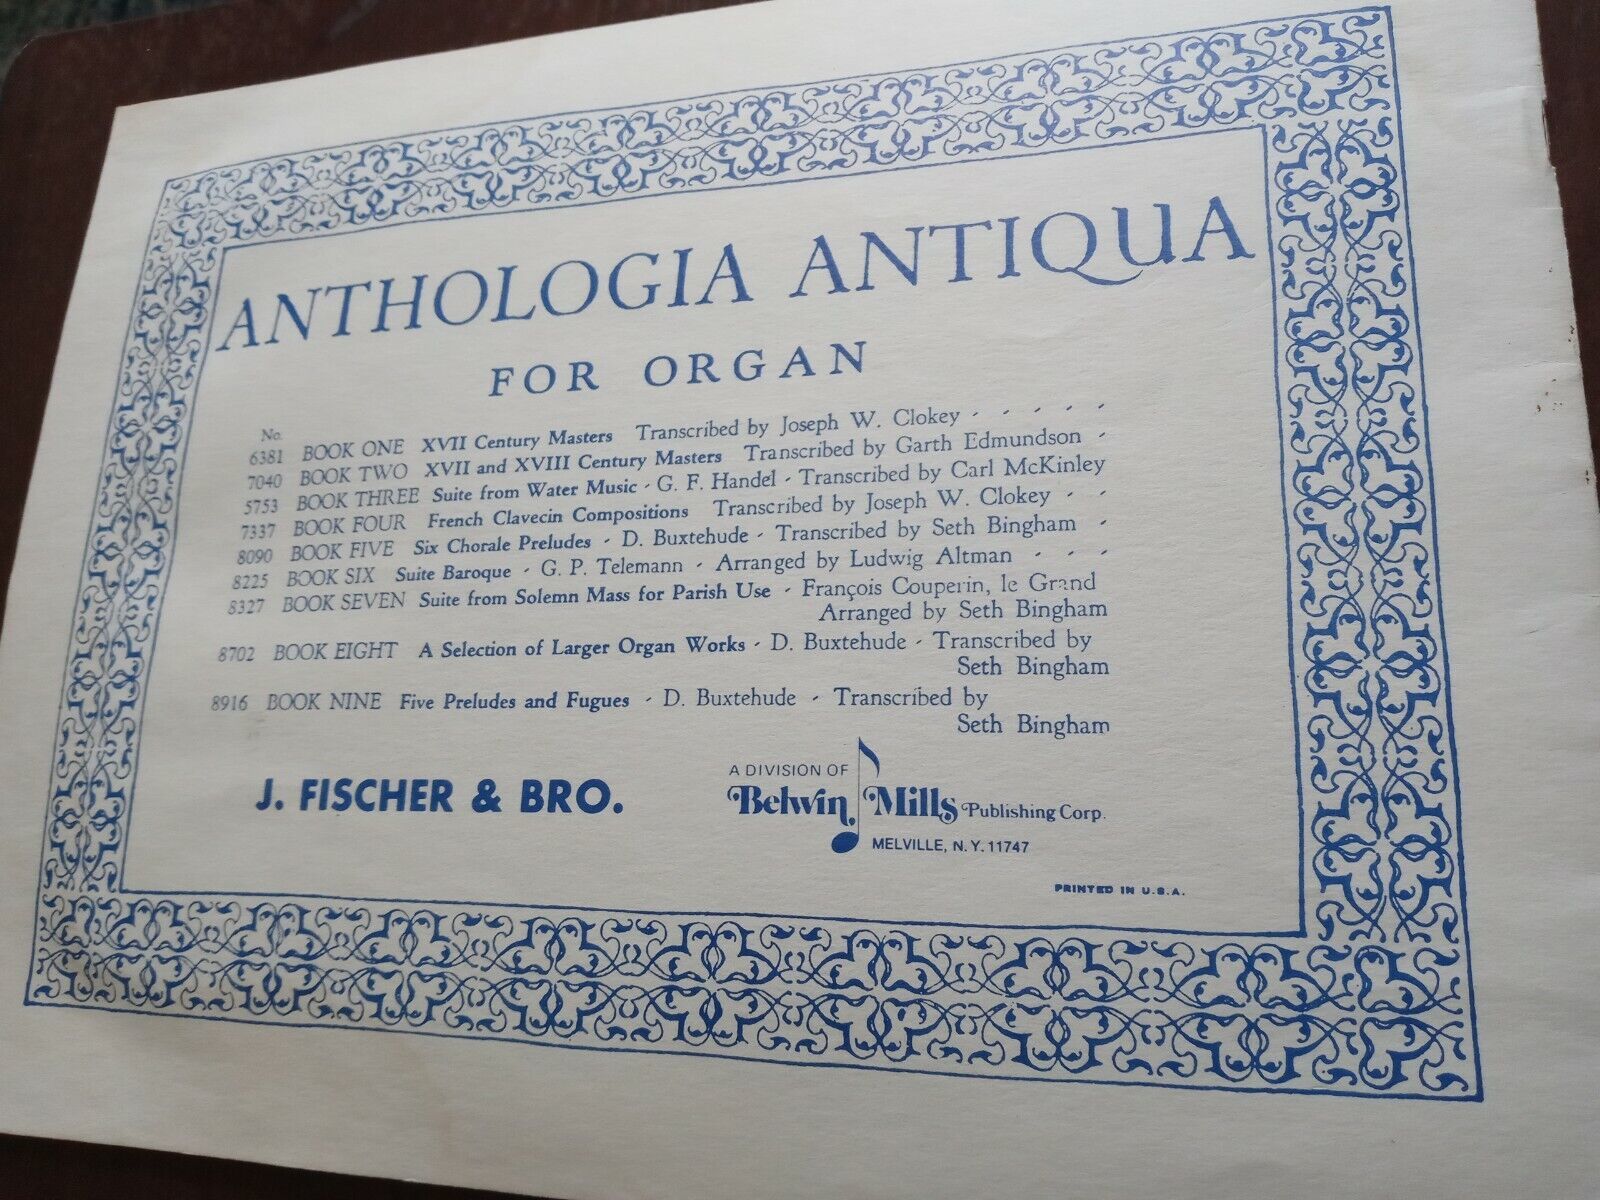 ANTHOLOGIA ANTIQUA
FOR ORGAN
No.
6381 BOOK ONE XVII Century Masters Transcribed by Joseph W. Clokey - - - - -
7040 BOOK TWO XVII and XVIII Century Masters Transcribed by Garth Edmundson -
5753 BOOK THREE Suite from Water Music - G. F. Handel - Transcribed by Carl McKinley
7337 BOOK FOUR French Clavecin Compositions Transcribed by Joseph W. Clokey - -
8090 BOOK FIVE Six Chorale Preludes - D. Buxtehude - Transcribed by Seth Bingham -
8225 BOOK SIX Suite Baroque - G. P. Telemann - Arranged by Ludwig Altman - - -
8327 BOOK SEVEN Suite from Solemn Mass for Parish Use - François Couperin, le Grand
Arranged by Seth Bingham
8702 BOOK EIGHT A Selection of Larger Organ Works - D. Buxtehude - Transcribed by
Seth Bingham
8916 BOOK NINE Five Preludes and Fugues - D. Buxtehude - Transcribed by
Seth Bingham
J. FISCHER & BRO.
A DIVISION OF
Belwin Mills Publishing Corp.
MELVILLE, N. Y. 11747
PRINTED IN U.S.A.